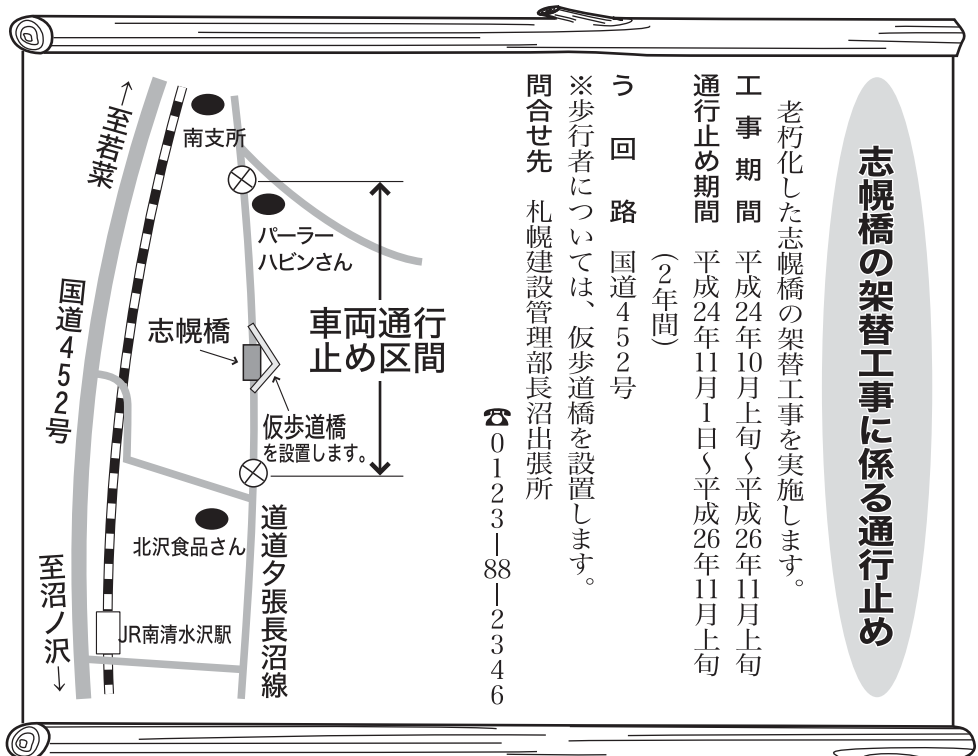 志幌橋の架替工事に係る通行止め
老朽化した志幌橋の架替工事を実施します。
工事期間　平成24年10月上旬～平成26年11月上旬
通行止め期間　平成24年11月1日～平成26年11月上旬
（2年間）
う回路　国道452号
※歩行者については、仮歩道橋を設置します。
問合せ先　札幌建設管理部長沼出張所
☎0123―88―2346
←至若菜
南支所
パーラー
ハビンさん
車両通行
止め区間
志幌橋
国道452号
仮歩道橋
を設置します。
北沢食品さん
道道夕張長沼線
JR南清水沢駅
至沼ノ沢→